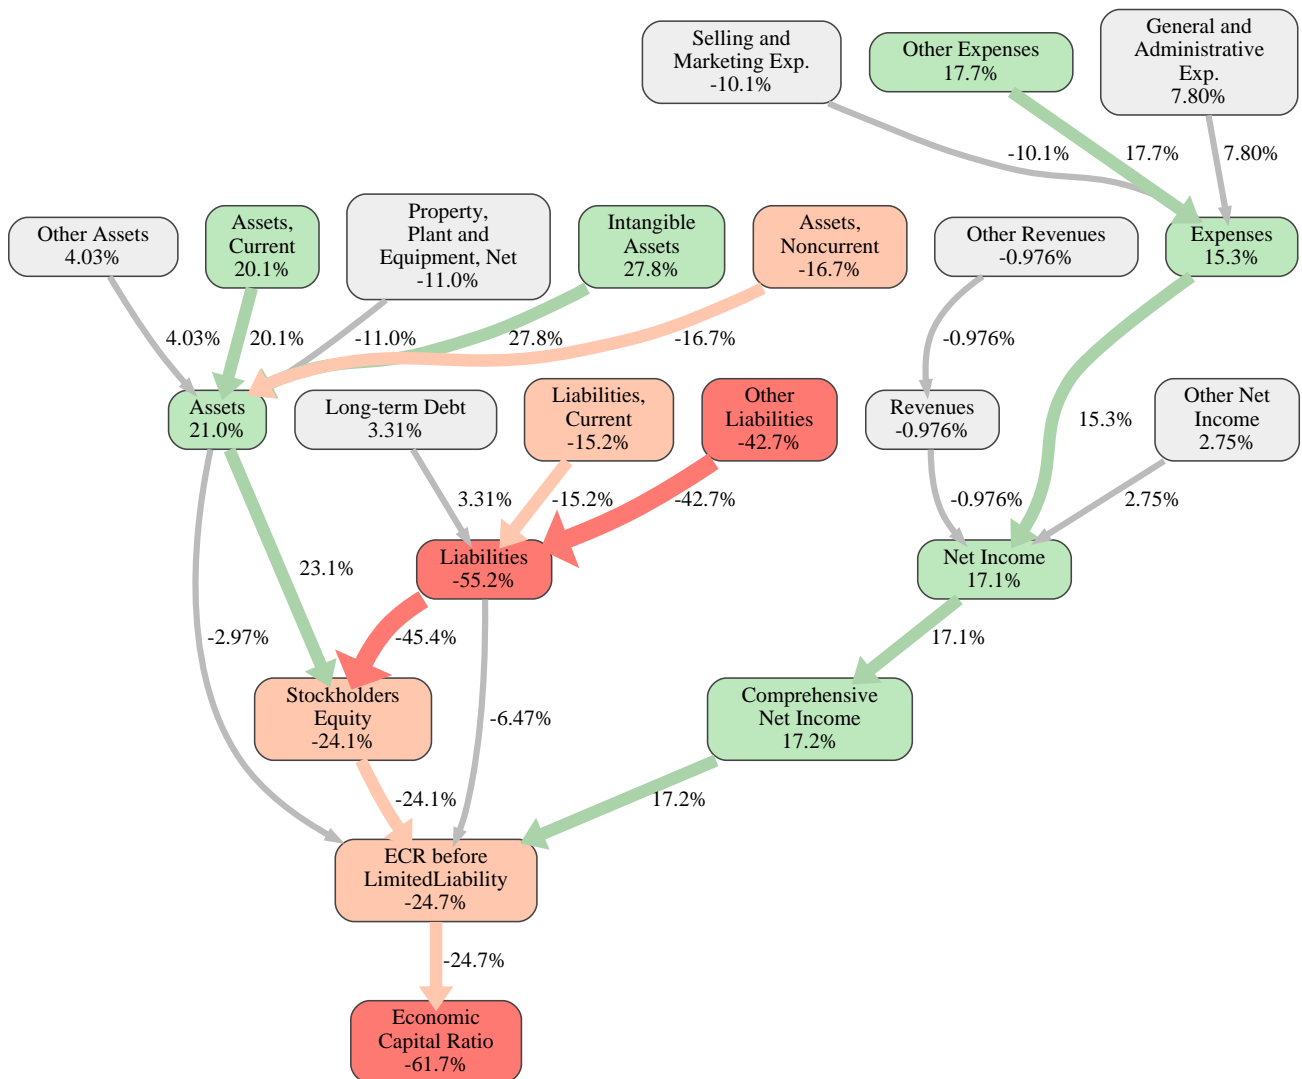 Selling and
Marketing Exp.
-10.1%
Other Expenses
17.7%
General and
Administrative
Exp.
7.80%
-10.1%
17.7%
7.80%
Other Assets
4.03%
Assets,
Current
20.1%
Property,
Plant and
Equipment, Net
-11.0%
Intangible
Assets
27.8%
Assets,
Noncurrent
-16.7%
Other Revenues
-0.976%
Expenses
15.3%
4.03%
20.1%
-11.0%
27.8%
-16.7%
-0.976%
Assets
21.0%
Long-term Debt
3.31%
Liabilities,
Current
-15.2%
Other
Liabilities
-42.7%
Revenues
-0.976%
15.3%
Other Net
Income
2.75%
3.31%
-15.2%
-42.7%
-0.976%
2.75%
23.1%
Liabilities
-55.2%
Net Income
17.1%
-2.97%
-45.4%
17.1%
Stockholders
Equity
-24.1%
-6.47%
Comprehensive
Net Income
17.2%
-24.1%
17.2%
ECR before
LimitedLiability
-24.7%
-24.7%
Economic
Capital Ratio
-61.7%